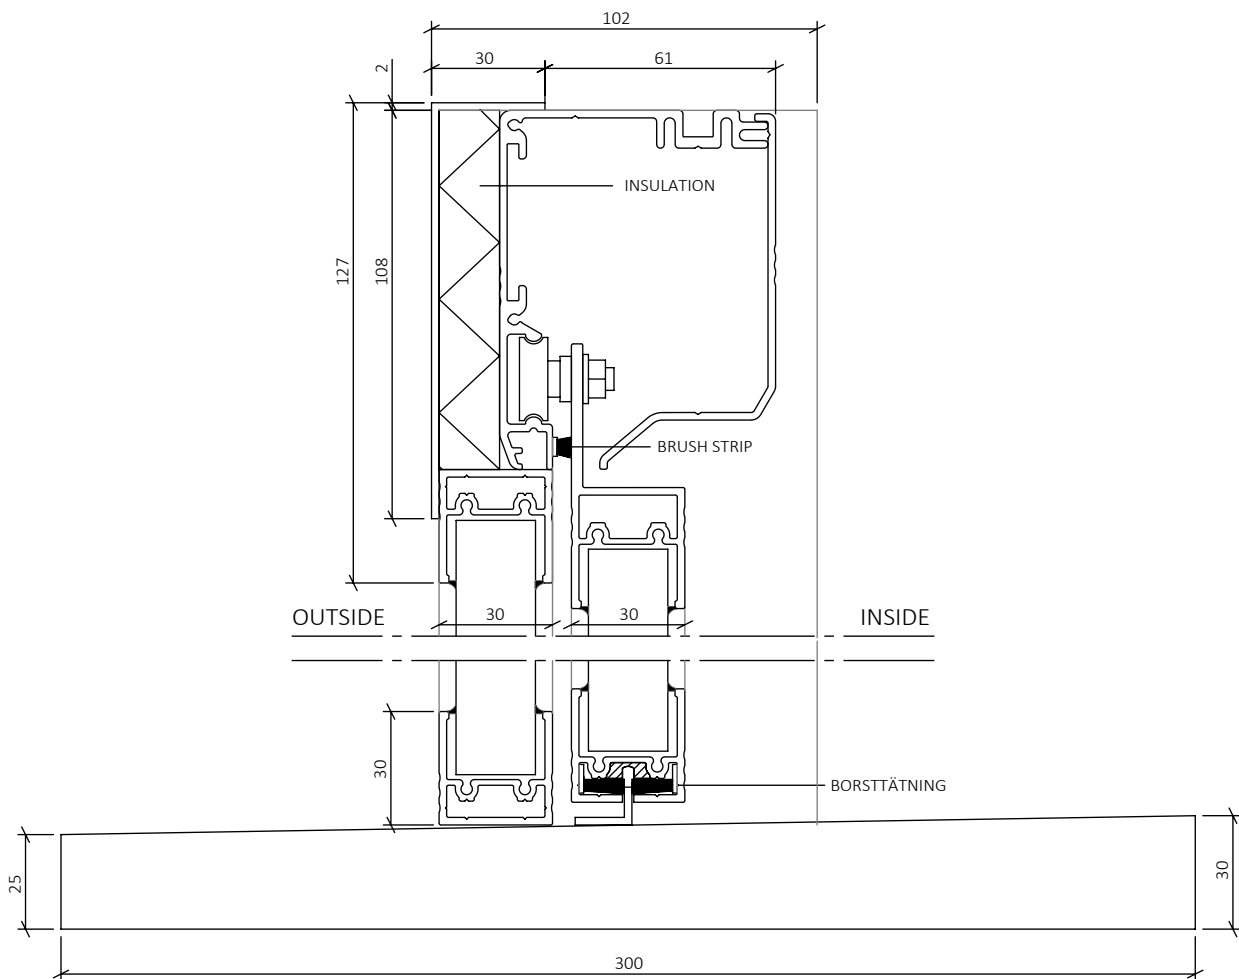 102
30
61
2
INSULATION
127
108
BRUSH STRIP
OUTSIDE
30
30
INSIDE
30
BORSTTÄTNING
25
30
300